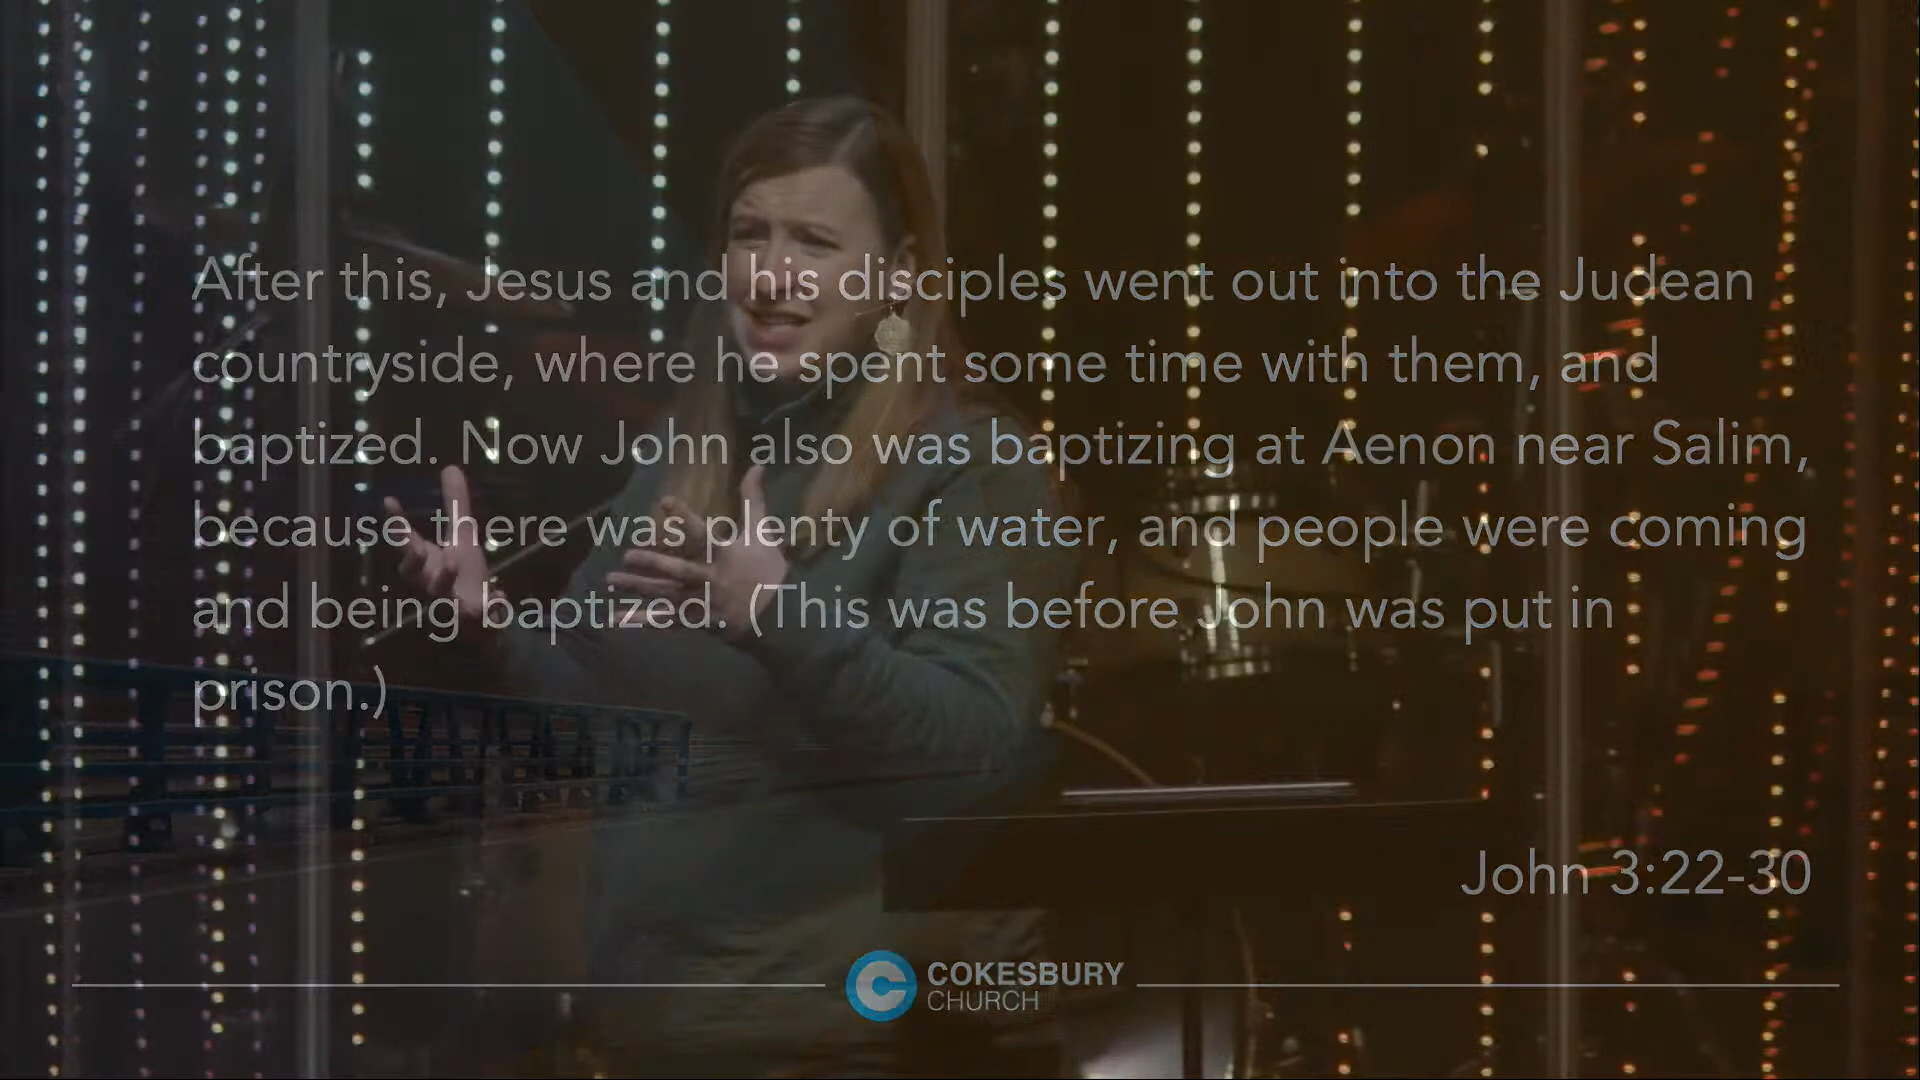 After this, Jesus and his disciples went out into the Judean
countryside, where he spent some time with them, and
baptized. Now John also was baptizing at Aenon near Salim,
because there was plenty of water, and people were coming
and being baptized. (This was before John was put in
prison.)
John 3:22-30
COKESBURY
CHURCH